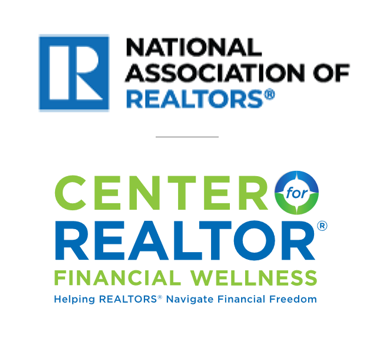 R
NATIONAL
ASSOCIATION OF
REALTORS®
CENTER for
REALTOR®
FINANCIAL WELLNESS
Helping REALTORS® Navigate Financial Freedom